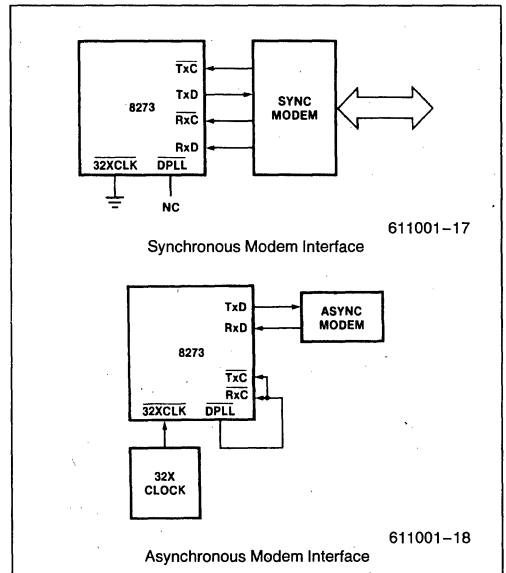 TxC
TxD
8273
SYNC
MODEM
RxC
RxD
32XCLK DPLL
NC
611001-17
Synchronous Modem Interface
TxD
RxD
ASYNC
MODEM
8273
TxC
RxC
32XCLK DPLL
32X
CLOCK
611001-18
Asynchronous Modem Interface